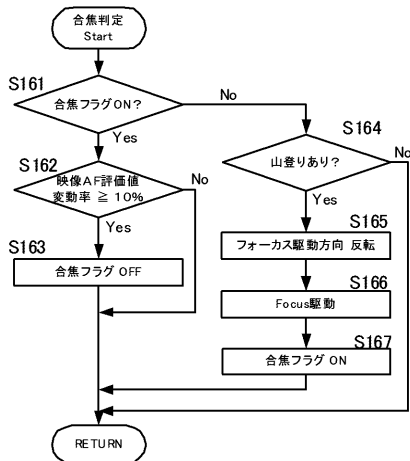 合焦判定
Start
S161
合焦フラグON?
No
Yes
S164
山登りあり?
No
Yes
S162
映像AF評価値
変動率 ≧ 10%
No
Yes
S163
合焦フラグ OFF
S165
フォーカス駆動方向 反転
S166
Focus駆動
S167
合焦フラグ ON
RETURN